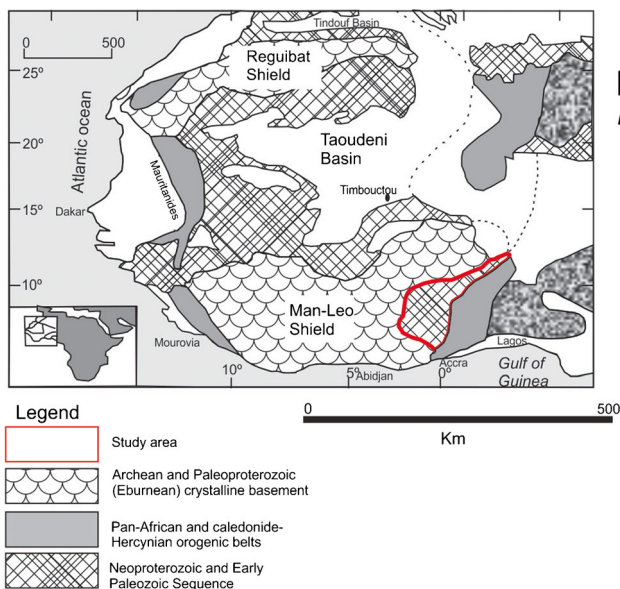 Tindouf Basin
0 500
Reguibat
Shield
25º
Atlantic ocean
20º
Taoudeni
Basin
Mauritanides
Timbouctou
15º
Dakar
10º
Man-Leo
Shield
Mourovia
Lagos
Accra
10º
5º
Abidjan
0º
Gulf of
Guinea
Legend
0 500
Km
Study area
Archean and Paleoproterozoic
(Eburnean) crystalline basement
Pan-African and caledonide-
Hercynian orogenic belts
Neoproterozoic and Early
Paleozoic Sequence